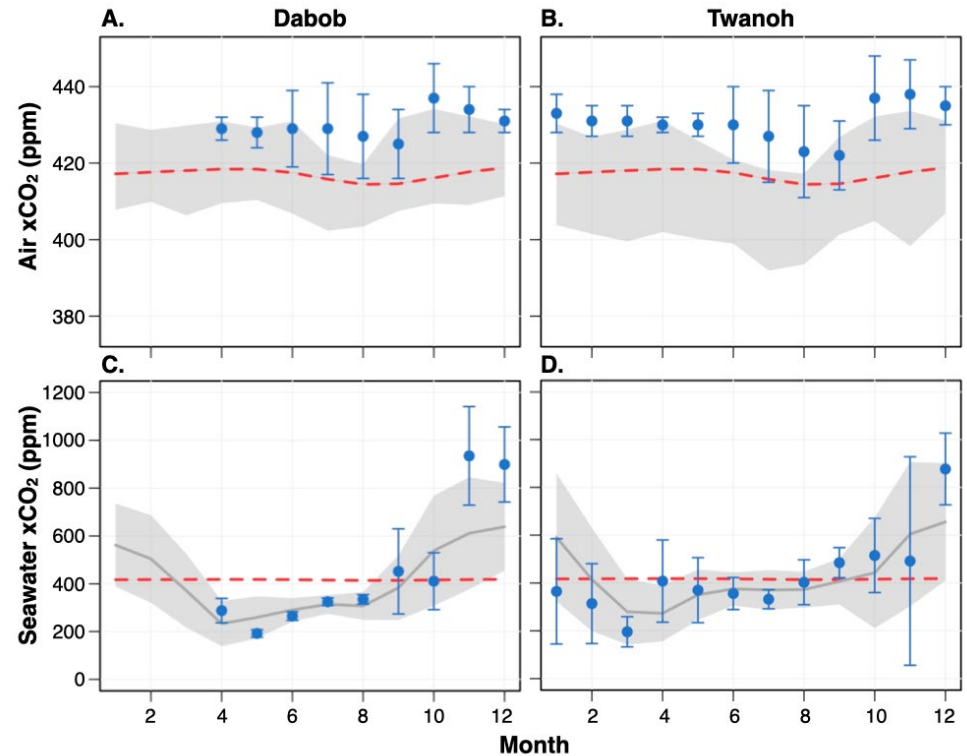 A. Dabob
B. Twanoh
Air xCO₂ (ppm)
440
420
400
380
C.
D.
Seawater xCO₂ (ppm)
1200
1000
800
600
400
200
0
2 4 6 8 10 12
2 4 6 8 10 12
Month